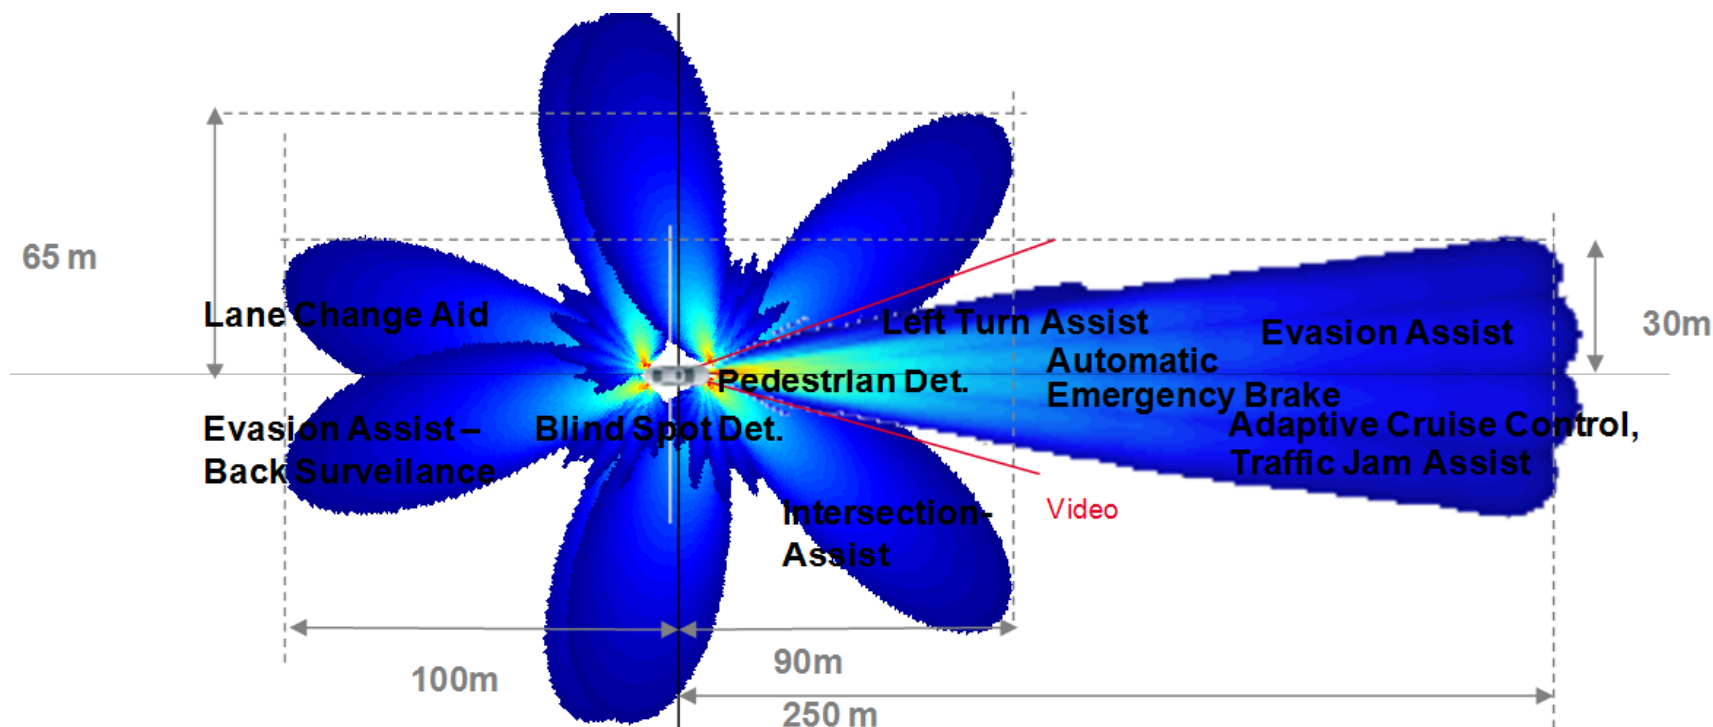 65 m
30m
Lane Change Aid
Left Turn Assist
Evasion Assist
Automatic
Emergency Brake
Pedestrian Det.
Evasion Assist –
Back Surveilance
Blind Spot Det.
Adaptive Cruise Control,
Traffic Jam Assist
Intersection-
Assist
Video
100m
90m
250 m